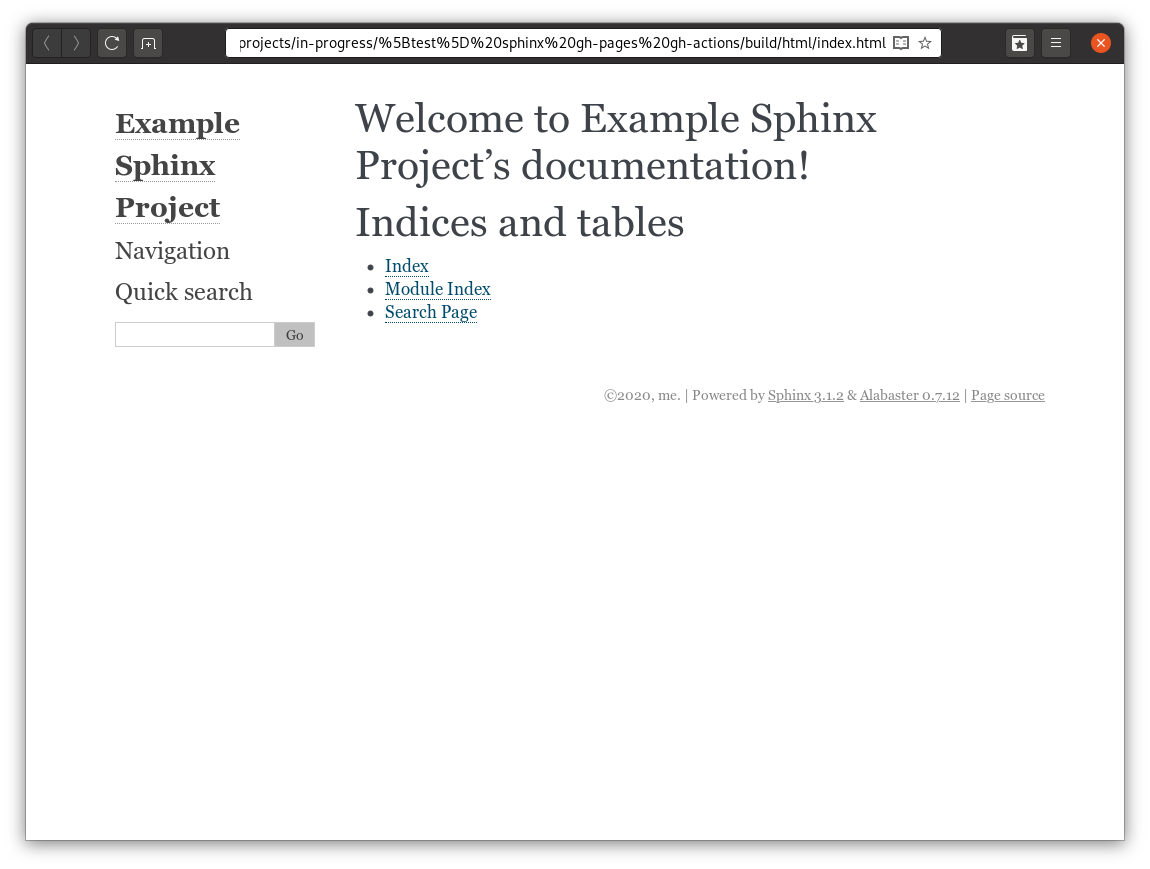 projects/in-progress/%5Btest%5D%20sphinx%20gh-pages%20gh-actions/build/html/index.html
Example
Sphinx
Project
Navigation
Quick search
Go
Welcome to Example Sphinx
Project’s documentation!
Indices and tables
Index
Module Index
Search Page
©2020, me. | Powered by Sphinx 3.1.2 & Alabaster 0.7.12 | Page source